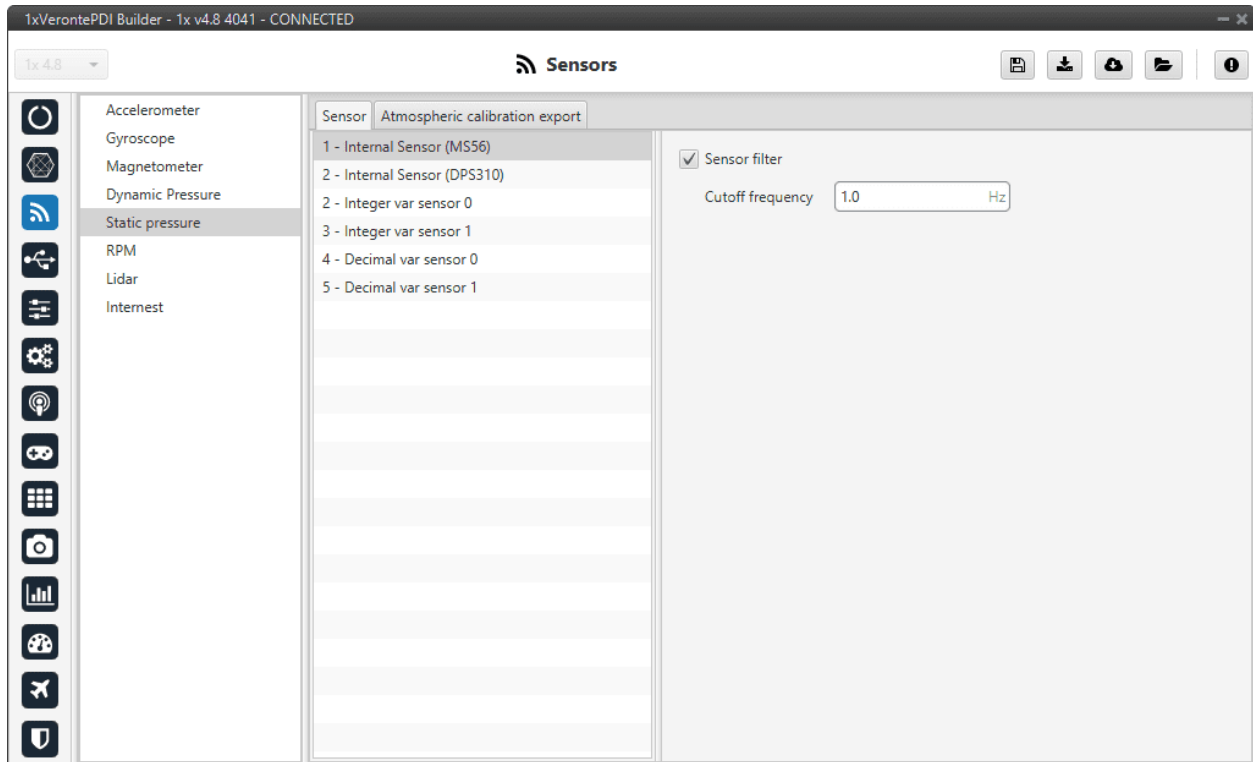 1xVerontePDI Builder - 1x v4.8 4041 - CONNECTED
1x 4.8
Sensors
Accelerometer
Gyroscope
Magnetometer
Dynamic Pressure
Static pressure
RPM
Lidar
Internest
Sensor
Atmospheric calibration export
1 - Internal Sensor (MS56)
2 - Internal Sensor (DPS310)
2 - Integer var sensor 0
3 - Integer var sensor 1
4 - Decimal var sensor 0
5 - Decimal var sensor 1
Sensor filter
Cutoff frequency 1.0 Hz